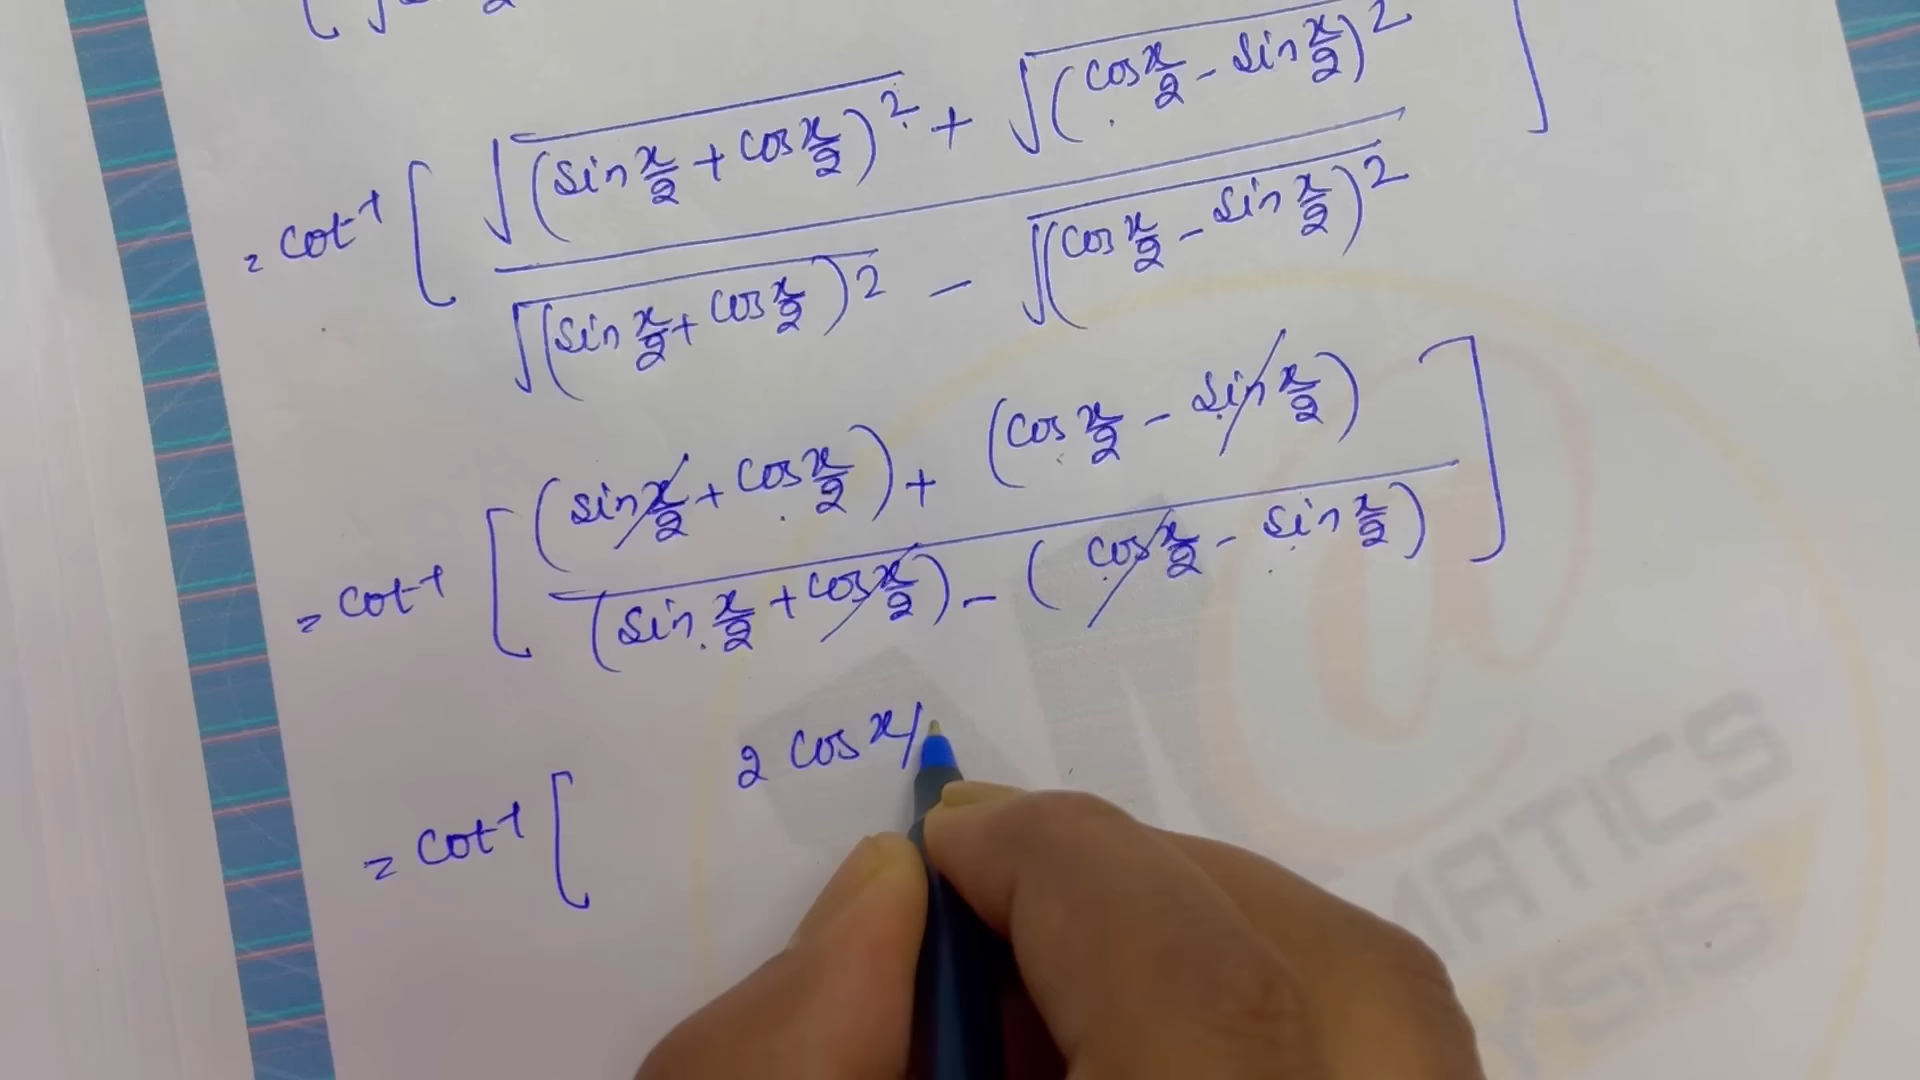 = cot⁻¹ [ √(sin x/2 + cos x/2)² + √(cos x/2 - sin x/2)² ]
√(sin x/2 + cos x/2)² - √(cos x/2 - sin x/2)²
= cot⁻¹ [ (sin x/2 + cos x/2) + (cos x/2 - sin x/2) ]
(sin x/2 + cos x/2) - (cos x/2 - sin x/2)
2 cos x/
= cot⁻¹ [
MATICS
YSIS